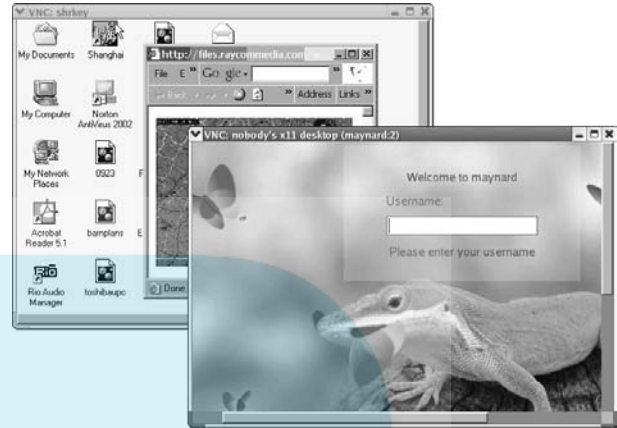 VNC: shrkey
My Documents
Shanghai
My Computer
Norton
AntiVirus 2002
My Network
Places
0923
Acrobat
Reader 5.1
barnplans
E
Rio Audio
Manager
toshibaupc
http://files.raycommedia.com
File E »
Google
»
Back
» Address Links »
Done
VNC: nobody's x11 desktop (maynard:2)
Welcome to maynard
Username:
Please enter your username